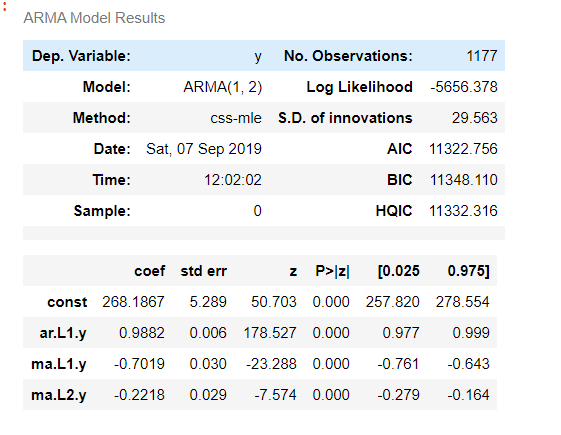 ARMA Model Results
Dep. Variable: y No. Observations: 1177
Model: ARMA(1, 2) Log Likelihood -5656.378
Method: css-mle S.D. of innovations 29.563
Date: Sat, 07 Sep 2019 AIC 11322.756
Time: 12:02:02 BIC 11348.110
Sample: 0 HQIC 11332.316
coef std err z P>|z| [0.025 0.975]
const 268.1867 5.289 50.703 0.000 257.820 278.554
ar.L1.y 0.9882 0.006 178.527 0.000 0.977 0.999
ma.L1.y -0.7019 0.030 -23.288 0.000 -0.761 -0.643
ma.L2.y -0.2218 0.029 -7.574 0.000 -0.279 -0.164